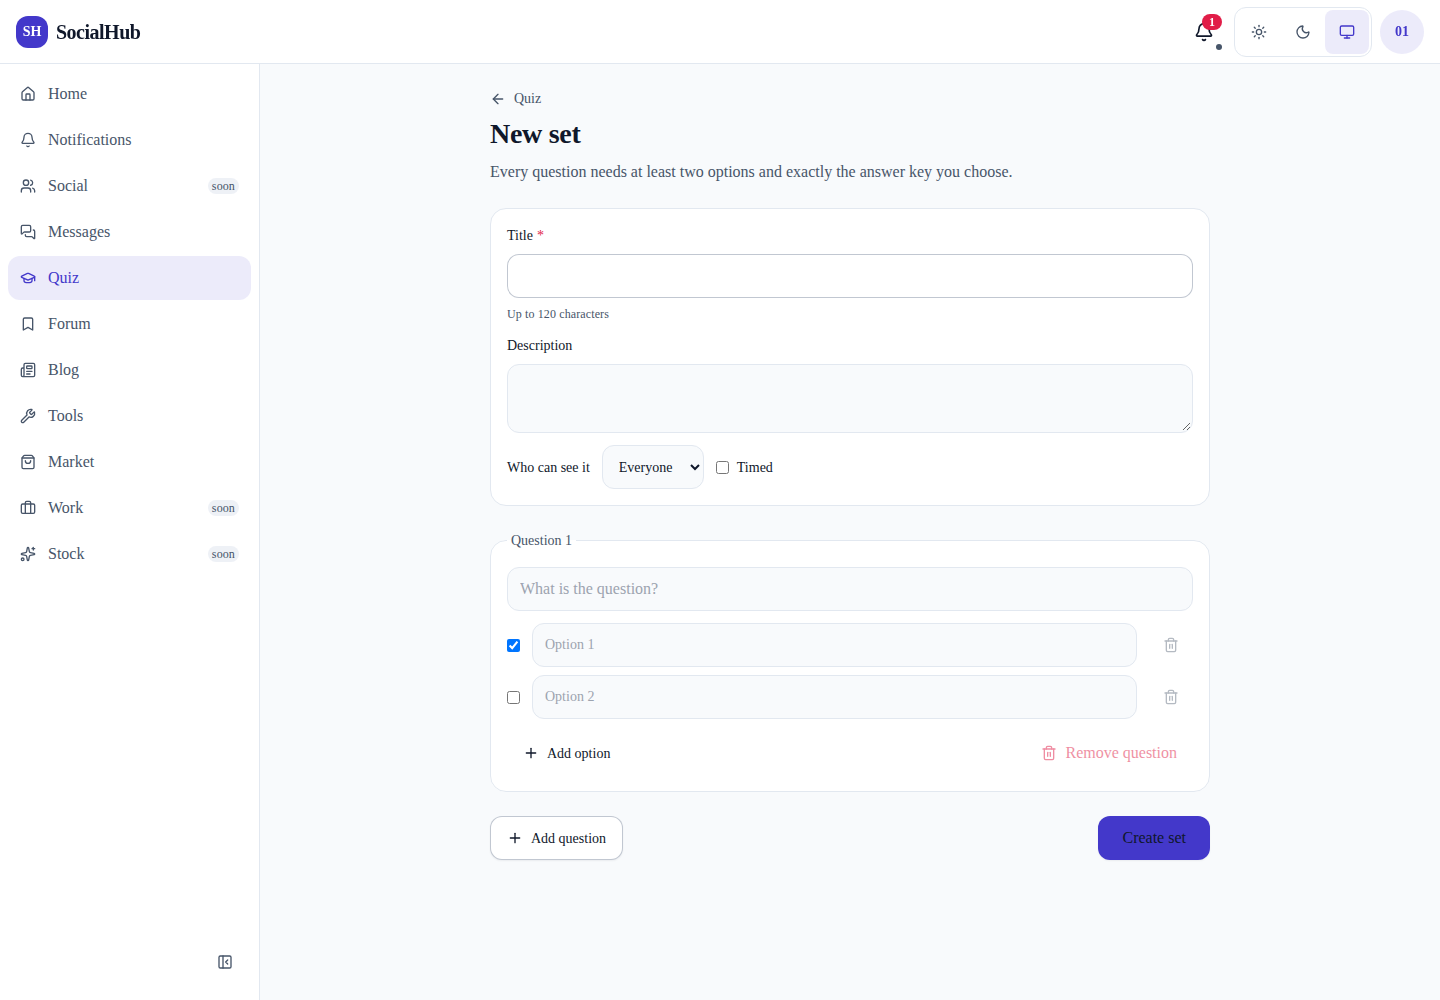 SH SocialHub
1
01
Home
Notifications
Social soon
Messages
Quiz
Forum
Blog
Tools
Market
Work soon
Stock soon
Quiz
New set
Every question needs at least two options and exactly the answer key you choose.
Title *
Up to 120 characters
Description
Who can see it Everyone Timed
Question 1
What is the question?
Option 1
Option 2
Add option Remove question
Add question Create set